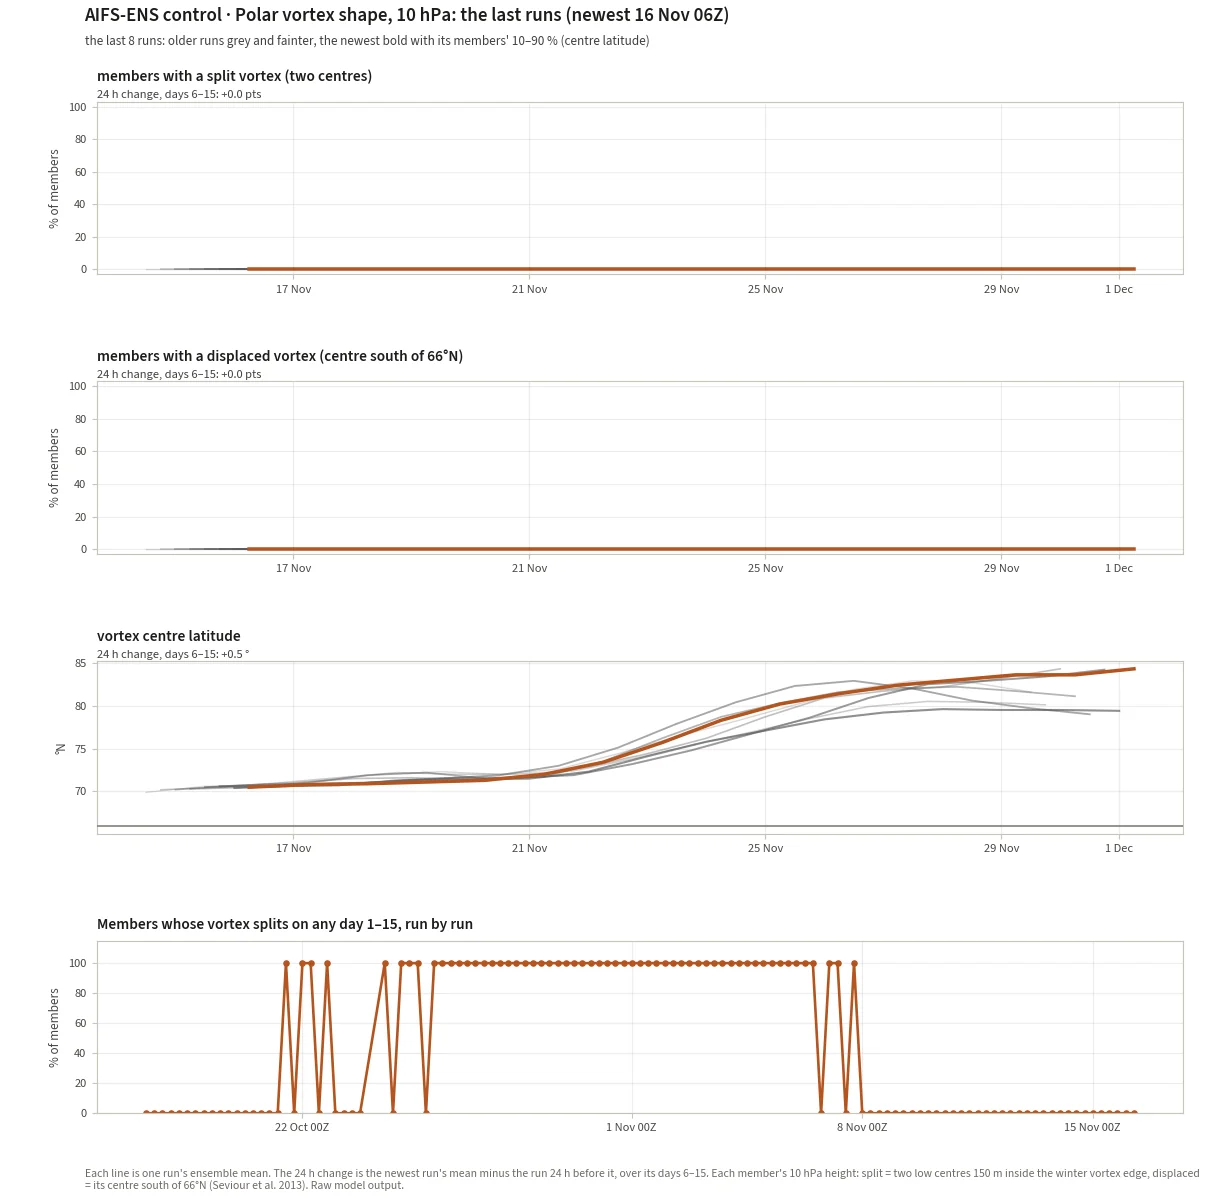 AIFS-ENS control · Polar vortex shape, 10 hPa: the last runs (newest 16 Nov 06Z)
the last 8 runs: older runs grey and fainter, the newest bold with its members' 10–90 % (centre latitude)
members with a split vortex (two centres)
24 h change, days 6–15: +0.0 pts
100
80
60
40
20
0
% of members
17 Nov
21 Nov
25 Nov
29 Nov
1 Dec
members with a displaced vortex (centre south of 66°N)
24 h change, days 6–15: +0.0 pts
100
80
60
40
20
0
% of members
17 Nov
21 Nov
25 Nov
29 Nov
1 Dec
vortex centre latitude
24 h change, days 6–15: +0.5 °
85
80
75
70
°N
17 Nov
21 Nov
25 Nov
29 Nov
1 Dec
Members whose vortex splits on any day 1–15, run by run
100
80
60
40
20
0
% of members
22 Oct 00Z
1 Nov 00Z
8 Nov 00Z
15 Nov 00Z
Each line is one run's ensemble mean. The 24 h change is the newest run's mean minus the run 24 h before it, over its days 6–15. Each member's 10 hPa height: split = two low centres 150 m inside the winter vortex edge, displaced
= its centre south of 66°N (Seviour et al. 2013). Raw model output.